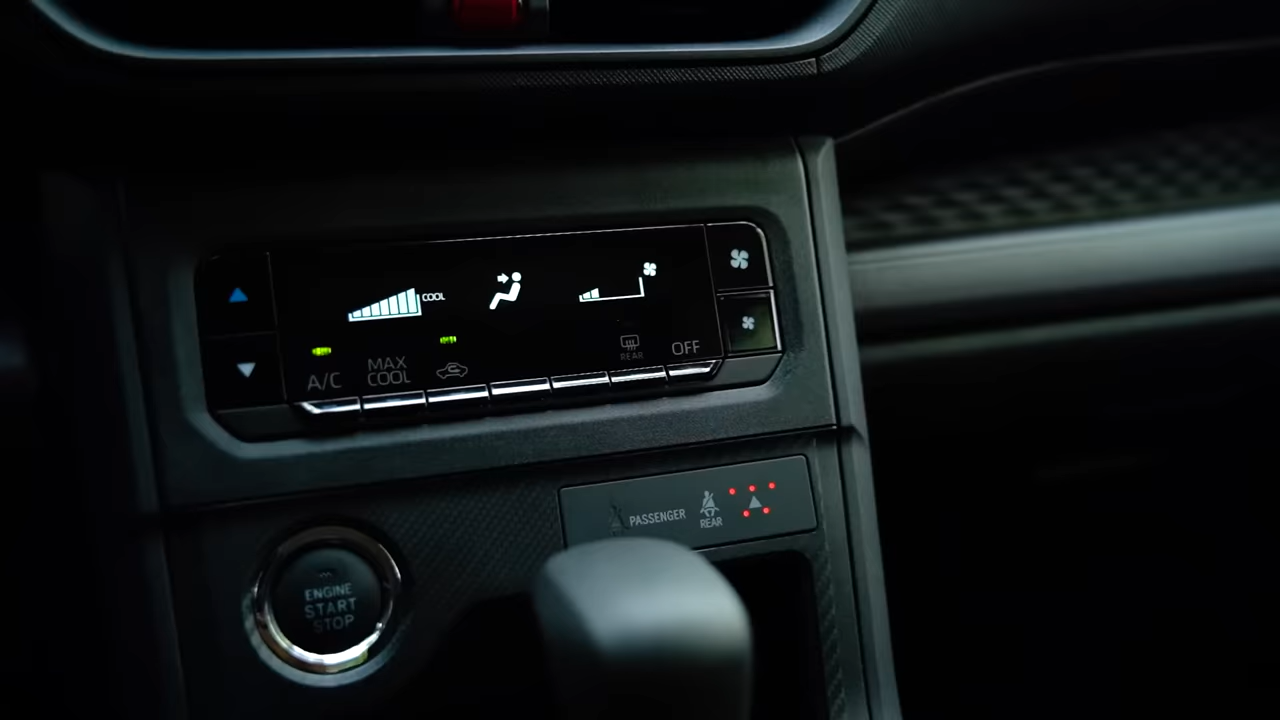 COOL
A/C
MAX
COOL
REAR
OFF
PASSENGER
REAR
ENGINE
START
STOP